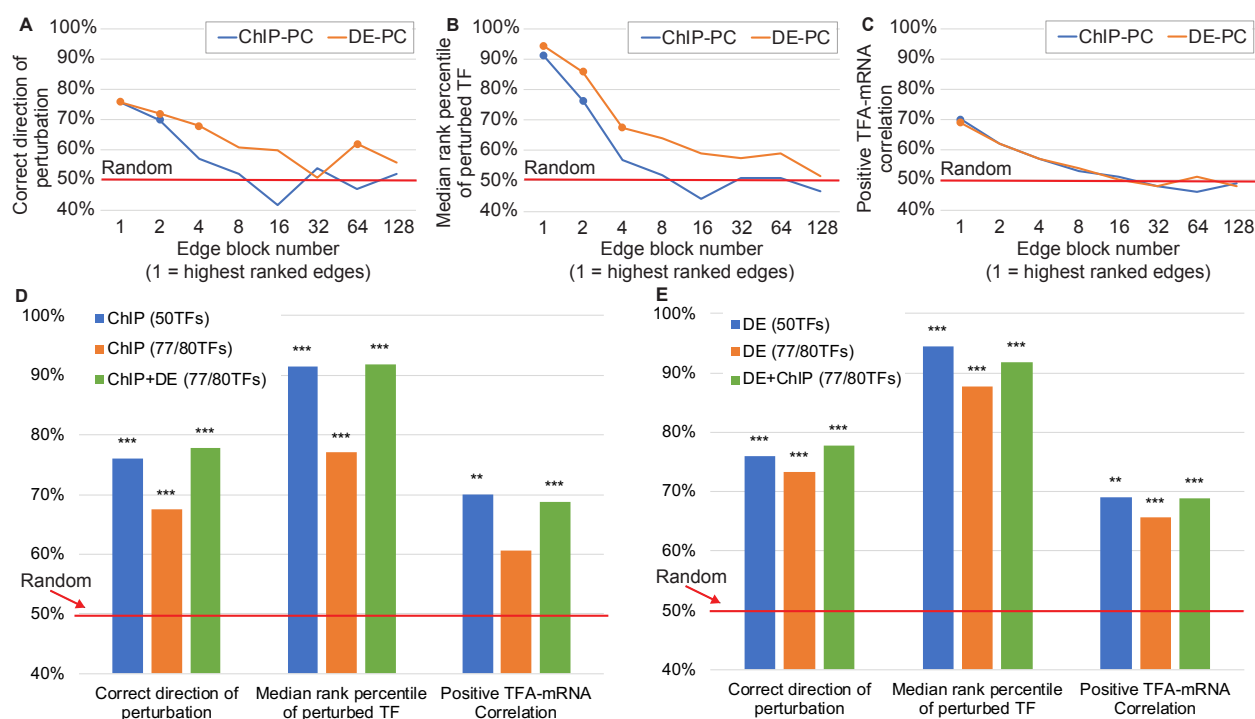 A
100%
90%
80%
70%
60%
50%
40%
Correct direction of
perturbation
ChIP-PC DE-PC
Random
1 2 4 8 16 32 64 128
Edge block number
(1 = highest ranked edges)
B
100%
90%
80%
70%
60%
50%
40%
Median rank percentile
of perturbed TF
ChIP-PC DE-PC
Random
1 2 4 8 16 32 64 128
Edge block number
(1 = highest ranked edges)
C
100%
90%
80%
70%
60%
50%
40%
Positive TFA-mRNA
correlation
ChIP-PC DE-PC
Random
1 2 4 8 16 32 64 128
Edge block number
(1 = highest ranked edges)
D
100%
90%
80%
70%
60%
50%
40%
ChIP (50TFs)
ChIP (77/80TFs)
ChIP+DE (77/80TFs)
*** *** ***
*** *** ***
** ***
Random
Correct direction of
perturbation
Median rank percentile
of perturbed TF
Positive TFA-mRNA
Correlation
E
100%
90%
80%
70%
60%
50%
40%
DE (50TFs)
DE (77/80TFs)
DE+ChIP (77/80TFs)
*** *** ***
*** *** ***
** *** ***
Random
Correct direction of
perturbation
Median rank percentile
of perturbed TF
Positive TFA-mRNA
Correlation